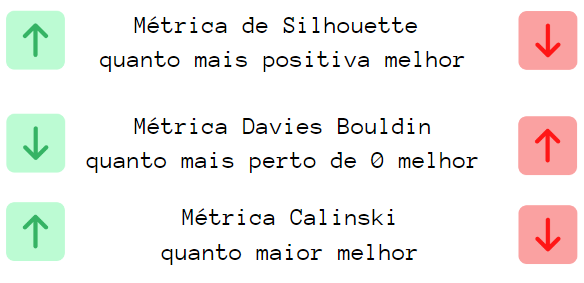 Métrica de Silhouette
quanto mais positiva melhor
Métrica Davies Bouldin
quanto mais perto de 0 melhor
Métrica Calinski
quanto maior melhor